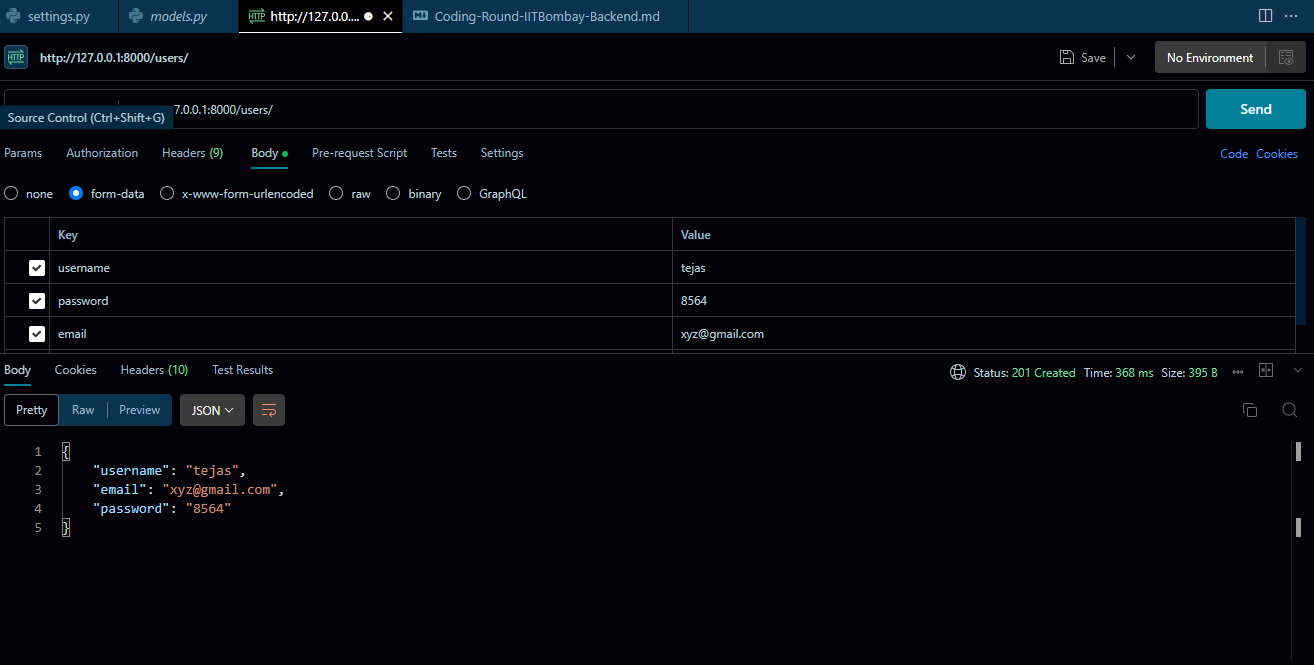 settings.py models.py HTTP http://127.0.0.... Coding-Round-IITBombay-Backend.md
HTTP http://127.0.0.1:8000/users/ Save No Environment
7.0.0.1:8000/users/ Send
Source Control (Ctrl+Shift+G)
Params Authorization Headers (9) Body Pre-request Script Tests Settings Code Cookies
none form-data x-www-form-urlencoded raw binary GraphQL
Key Value
username tejas
password 8564
email xyz@gmail.com
Body Cookies Headers (10) Test Results Status: 201 Created Time: 368 ms Size: 395 B
Pretty Raw Preview JSON
1 {
2 "username": "tejas",
3 "email": "xyz@gmail.com",
4 "password": "8564"
5 }